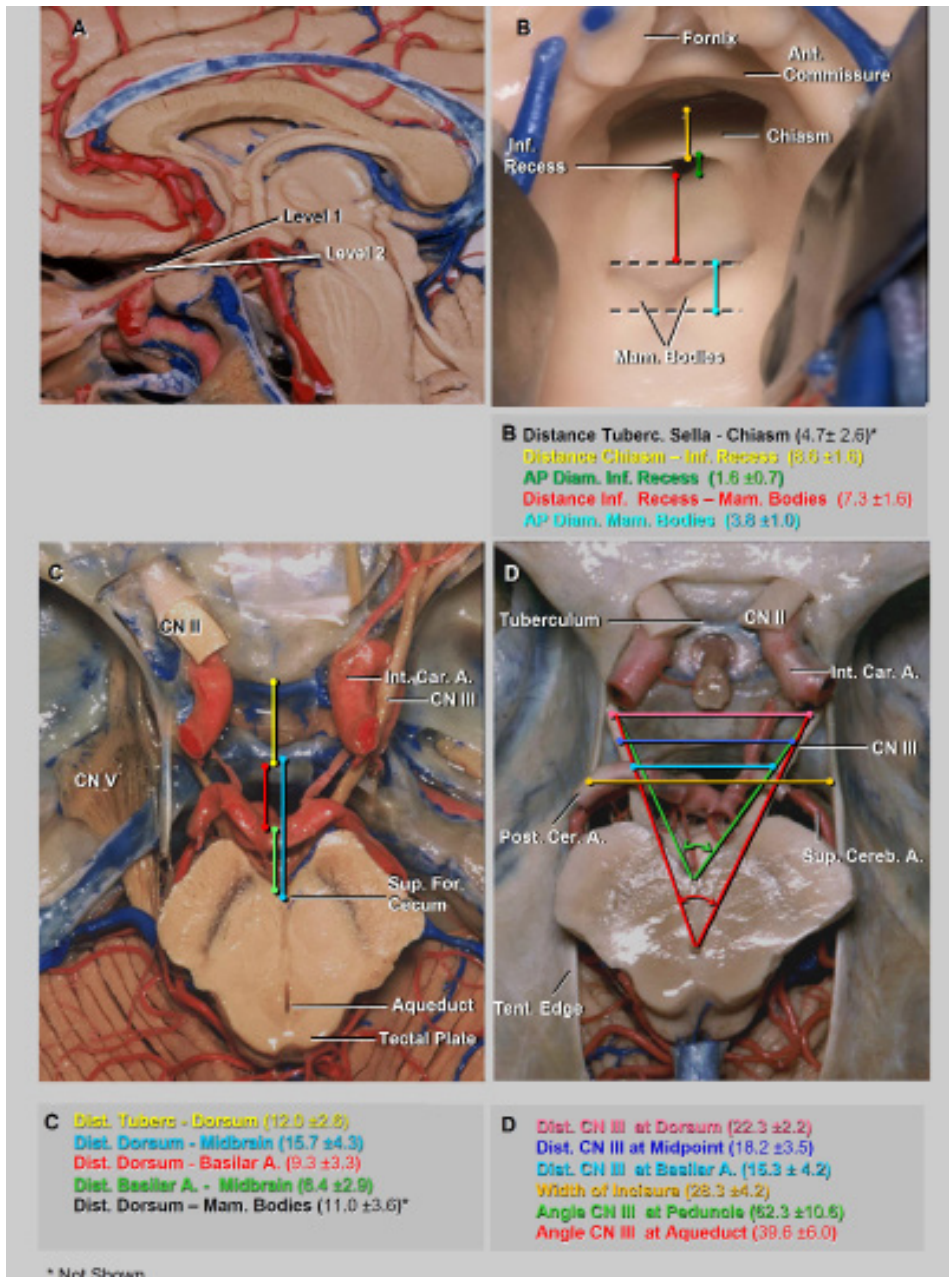 A
Level 1
Level 2
B
Fornix
Ant.
Commissure
Chiasm
Inf.
Recess
Mam. Bodies
B Distance Tuberc. Sella - Chiasm (4.7± 2.6)*
Distance Chiasm – Inf. Recess (8.6 ±1.6)
AP Diam. Inf. Recess (1.6 ±0.7)
Distance Inf. Recess – Mam. Bodies (7.3 ±1.6)
AP Diam. Mam. Bodies (3.8 ±1.0)
C
CN II
Int. Car. A.
CN III
CN V
Sup. For.
Cecum
Aqueduct
Tectal Plate
D
Tuberculum
CN II
Int. Car. A.
CN III
Post. Cer. A.
Sup. Cereb. A.
Tent. Edge
C Dist. Tuberc - Dorsum (12.0 ±2.6)
Dist. Dorsum - Midbrain (15.7 ±4.3)
Dist. Dorsum - Basilar A. (9.3 ±3.3)
Dist. Basilar A. - Midbrain (6.4 ±2.9)
Dist. Dorsum – Mam. Bodies (11.0 ±3.6)*
D Dist. CN III at Dorsum (22.3 ±2.2)
Dist. CN III at Midpoint (18.2 ±3.5)
Dist. CN III at Basilar A. (15.3 ± 4.2)
Width of Incisura (28.3 ±4.2)
Angle CN III at Peduncle (62.3 ±10.6)
Angle CN III at Aqueduct (39.6 ±6.0)
* Not Shown